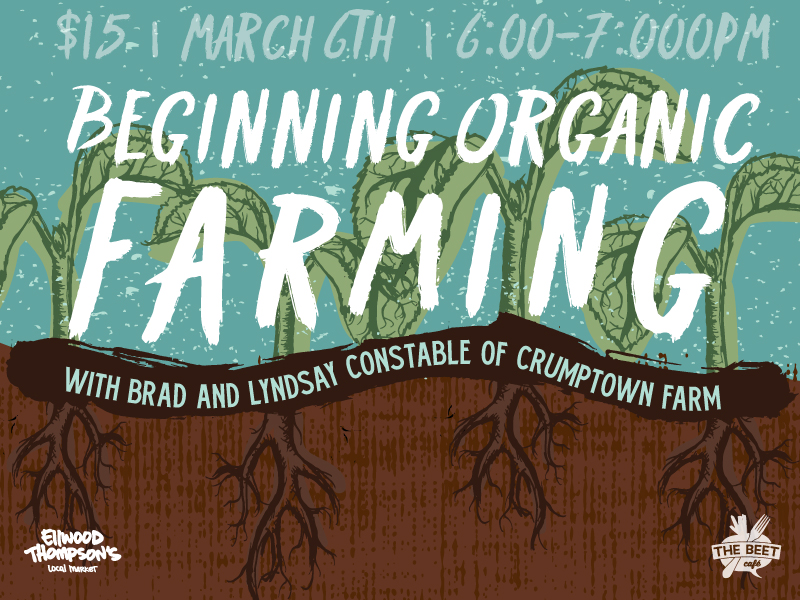 $15 | MARCH 6TH | 6:00-7:000PM
BEGINNING ORGANIC
FARMING
WITH BRAD AND LYNDSAY CONSTABLE OF CRUMPTOWN FARM
Ellwood
Thompson's
Local Market
THE BEET
café